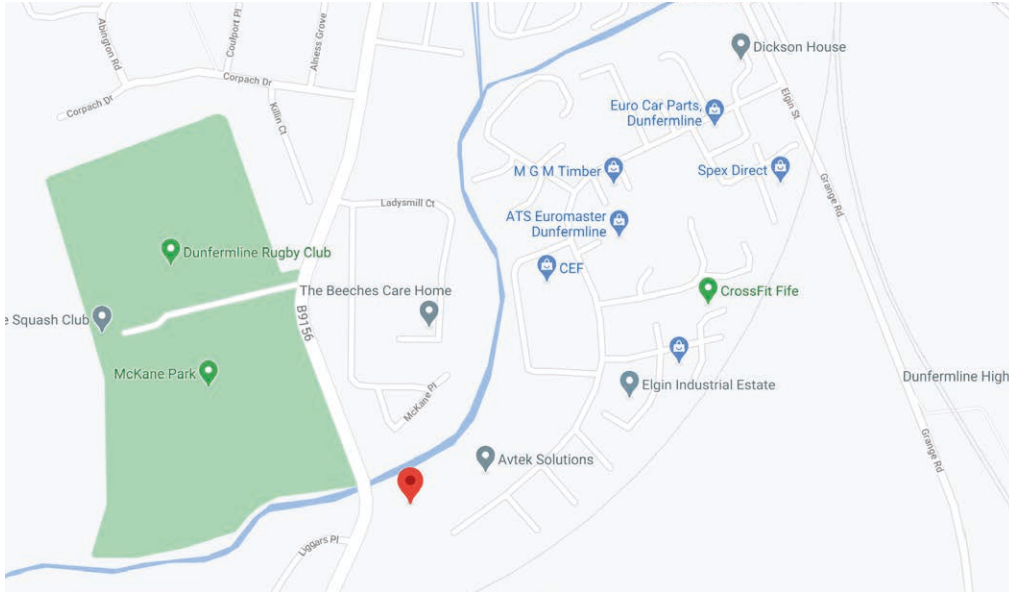 Abington Rd
Coulport Pl
Alness Grove
Dickson House
Corpach Dr
Corpach Dr
Killin Ct
Elgin St
Euro Car Parts,
Dunfermline
M G M Timber
Spex Direct
Grange Rd
Ladysmill Ct
ATS Euromaster
Dunfermline
Dunfermline Rugby Club
CEF
The Beeches Care Home
CrossFit Fife
e Squash Club
B9156
McKane Park
Elgin Industrial Estate
Dunfermline High
McKane Pl
Grange Rd
Avtek Solutions
Liggars Pl